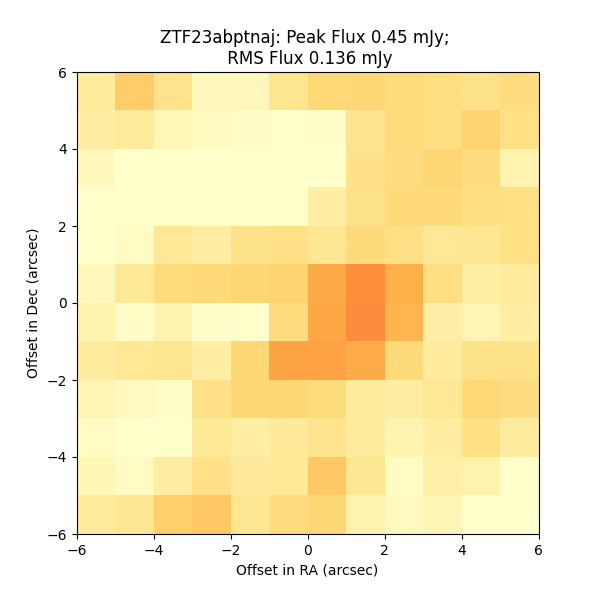 ZTF23abptnaj: Peak Flux 0.45 mJy;
RMS Flux 0.136 mJy
6
4
2
0
−2
−4
−6
Offset in Dec (arcsec)
−6 −4 −2 0 2 4 6
Offset in RA (arcsec)